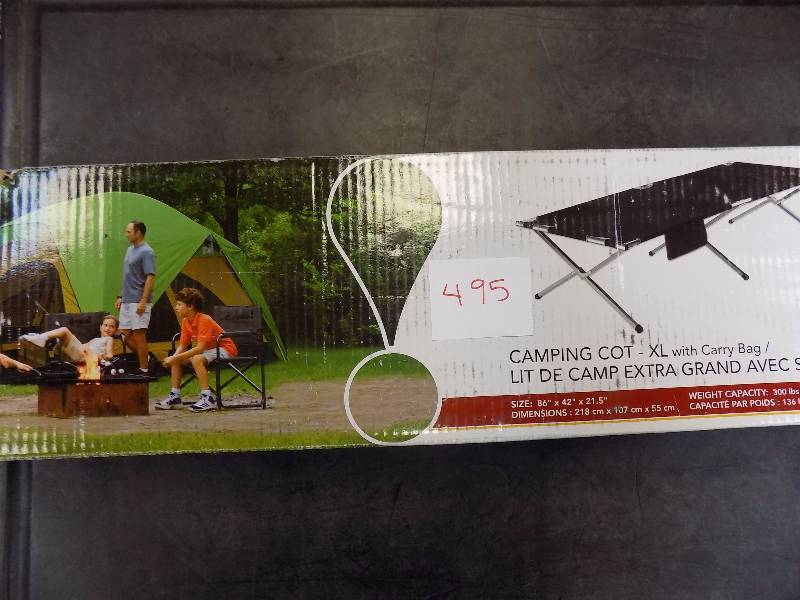 495
CAMPING COT - XL with Carry Bag /
LIT DE CAMP EXTRA GRAND AVEC
SIZE: 86" x 42" x 21.5"
DIMENSIONS : 218 cm x 107 cm x 55 cm
WEIGHT CAPACITY: 300 lbs
CAPACITÉ PAR POIDS : 136